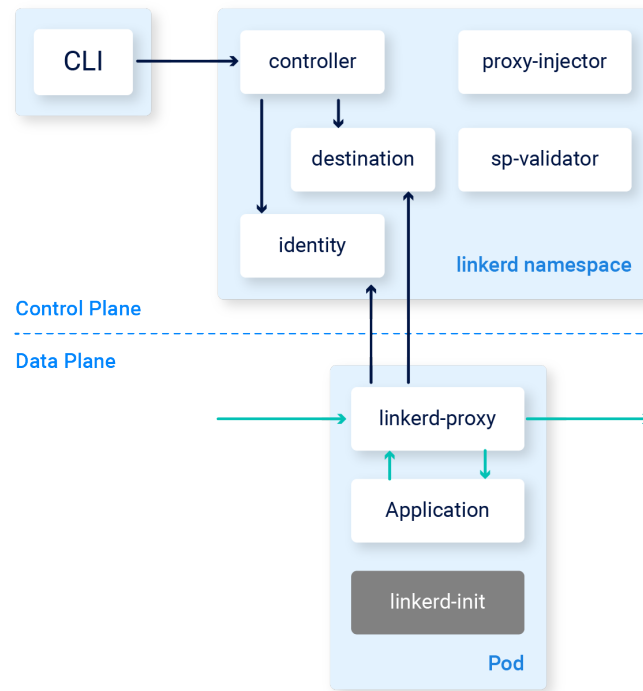 CLI
controller
proxy-injector
destination
sp-validator
identity
linkerd namespace
Control Plane
Data Plane
linkerd-proxy
Application
linkerd-init
Pod